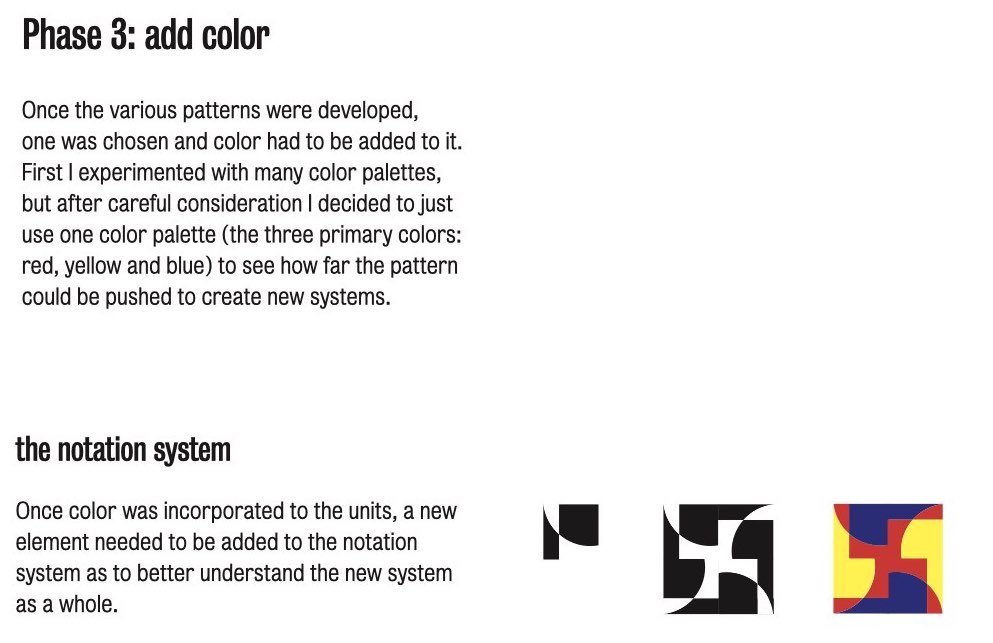 Phase 3: add color
Once the various patterns were developed,
one was chosen and color had to be added to it.
First I experimented with many color palettes,
but after careful consideration I decided to just
use one color palette (the three primary colors:
red, yellow and blue) to see how far the pattern
could be pushed to create new systems.
the notation system
Once color was incorporated to the units, a new
element needed to be added to the notation
system as to better understand the new system
as a whole.